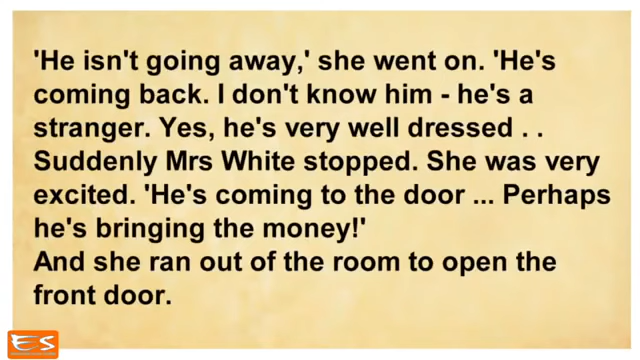 'He isn't going away,' she went on. 'He's
coming back. I don't know him - he's a
stranger. Yes, he's very well dressed . .
Suddenly Mrs White stopped. She was very
excited. 'He's coming to the door ... Perhaps
he's bringing the money!'
And she ran out of the room to open the
front door.
ES